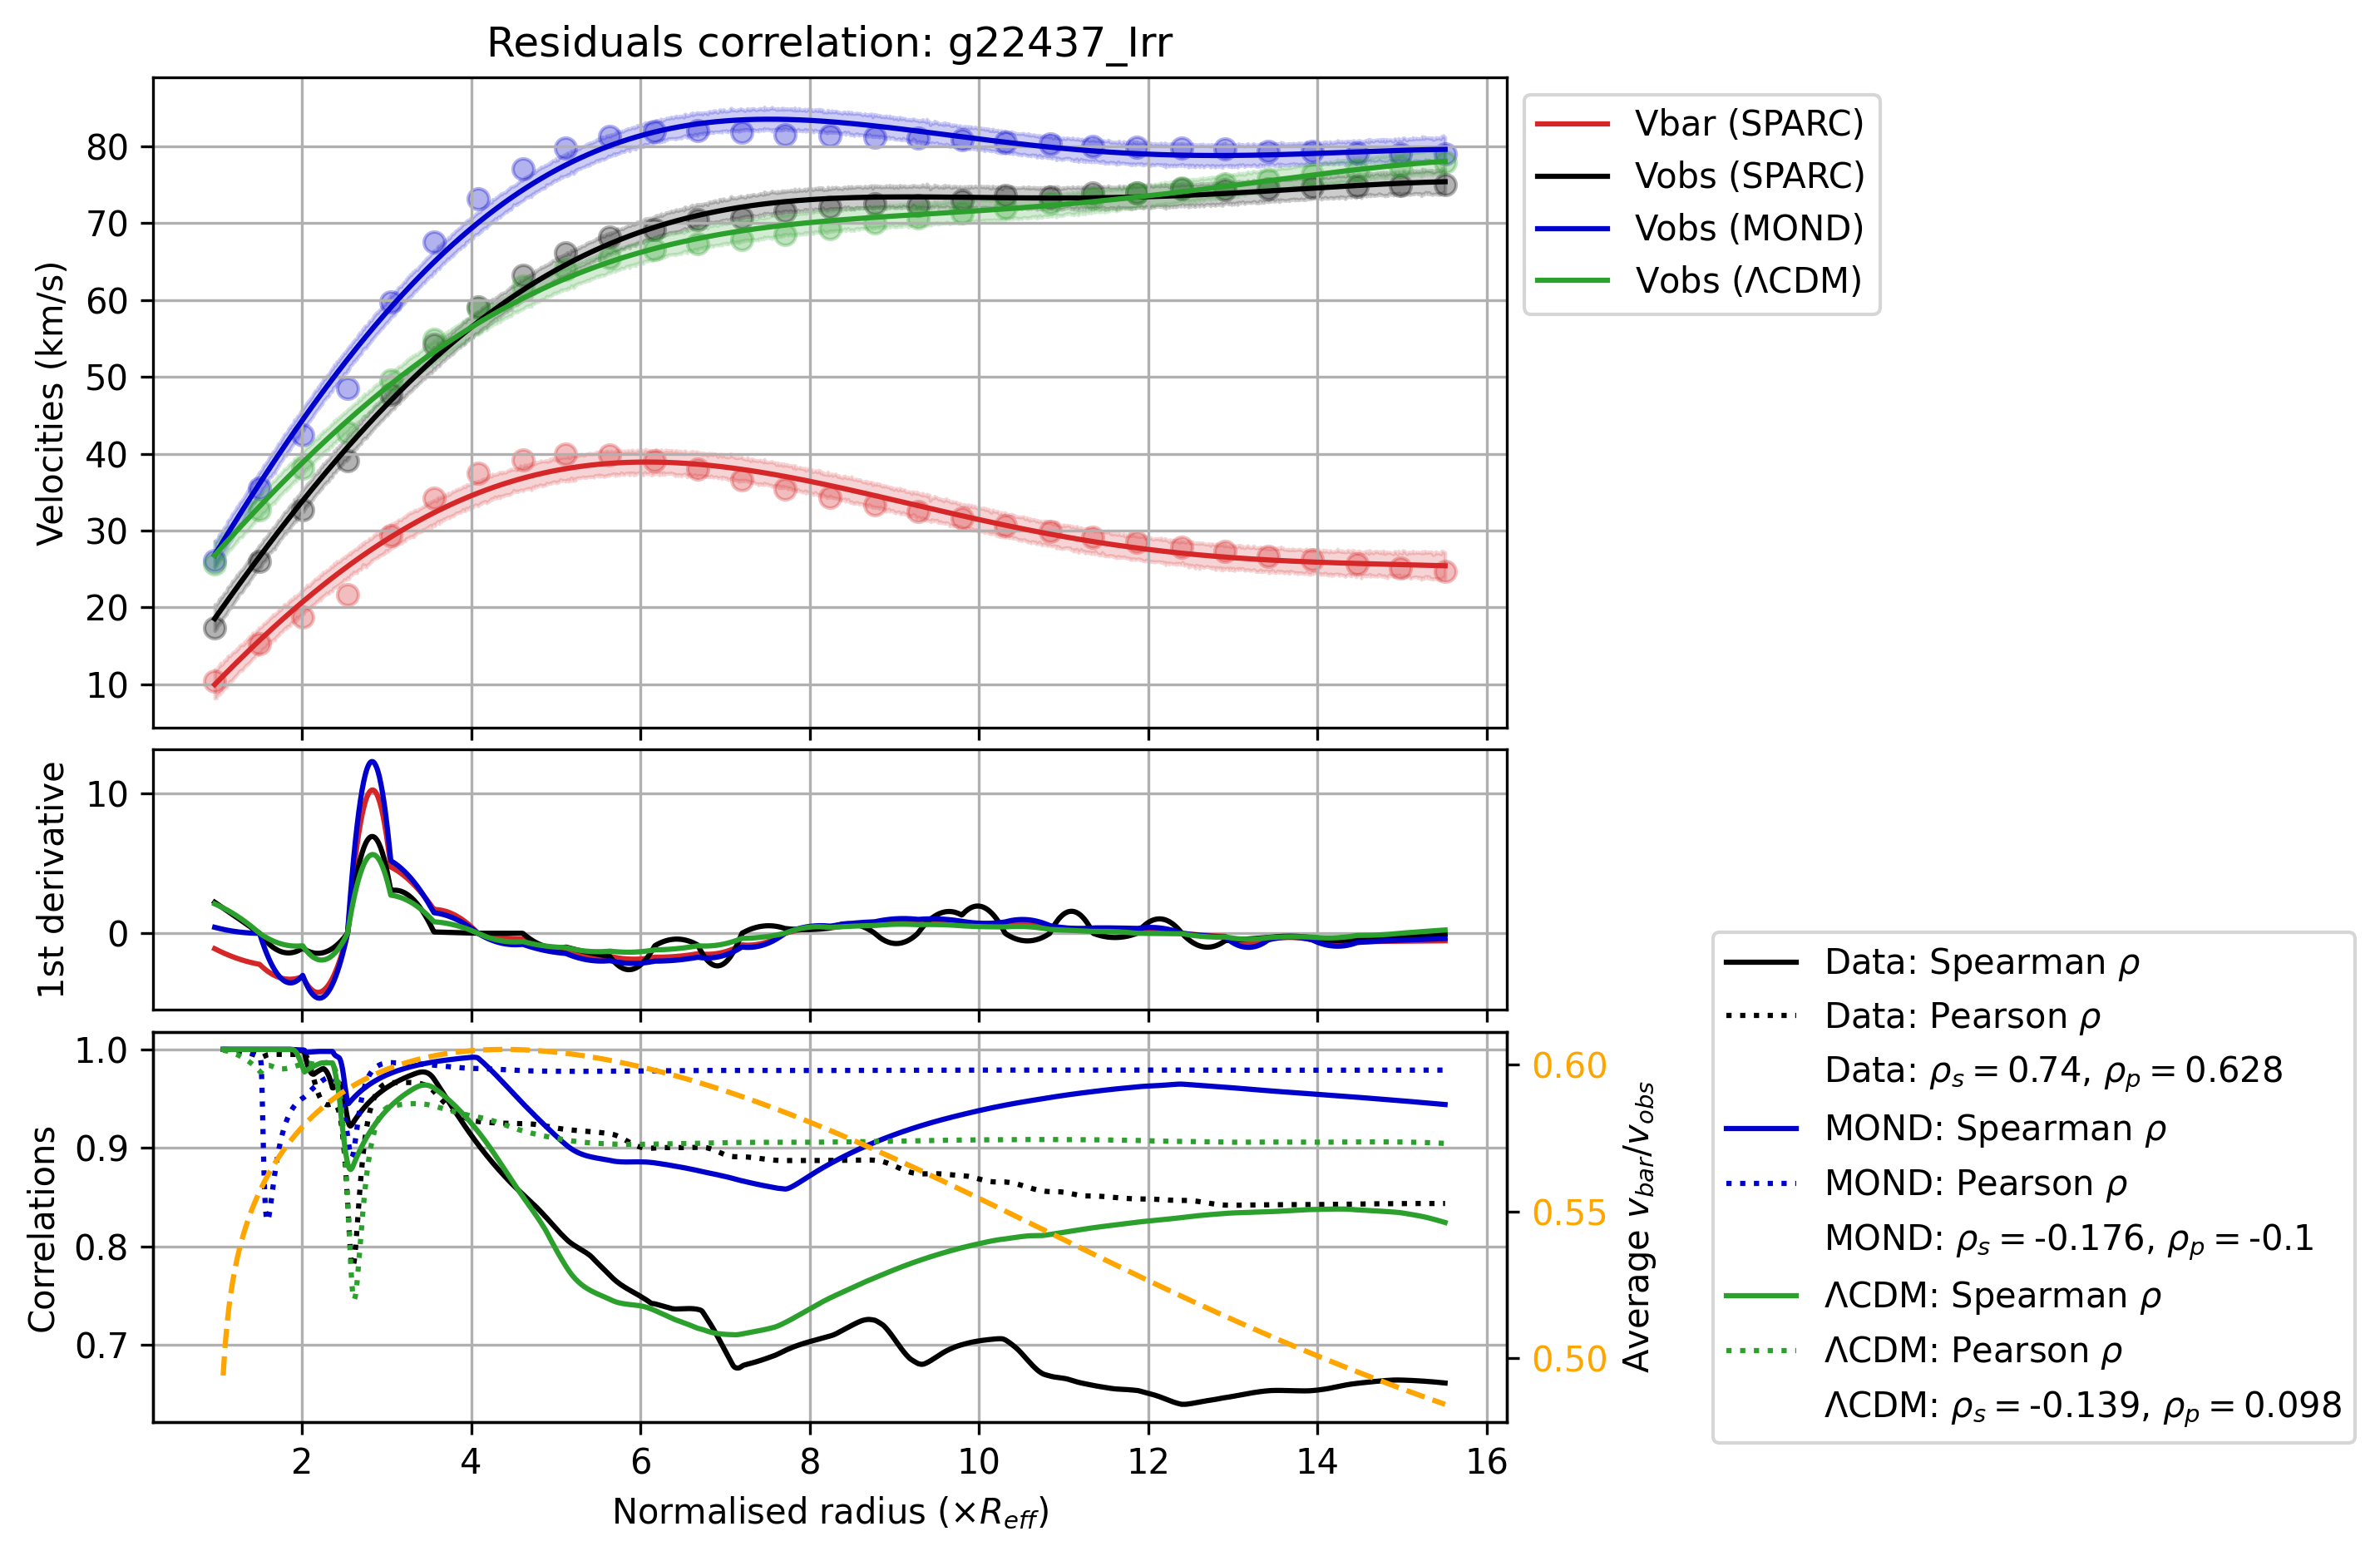 Residuals correlation: g22437_Irr
Velocities (km/s)
80
70
60
50
40
30
20
10
Vbar (SPARC)
Vobs (SPARC)
Vobs (MOND)
Vobs (ΛCDM)
1st derivative
10
0
Correlations
1.0
0.9
0.8
0.7
0.60
0.55
0.50
Average v_bar/v_obs
2 4 6 8 10 12 14 16
Normalised radius (×R_eff)
Data: Spearman ρ
Data: Pearson ρ
Data: ρ_s = 0.74, ρ_p = 0.628
MOND: Spearman ρ
MOND: Pearson ρ
MOND: ρ_s = -0.176, ρ_p = -0.1
ΛCDM: Spearman ρ
ΛCDM: Pearson ρ
ΛCDM: ρ_s = -0.139, ρ_p = 0.098